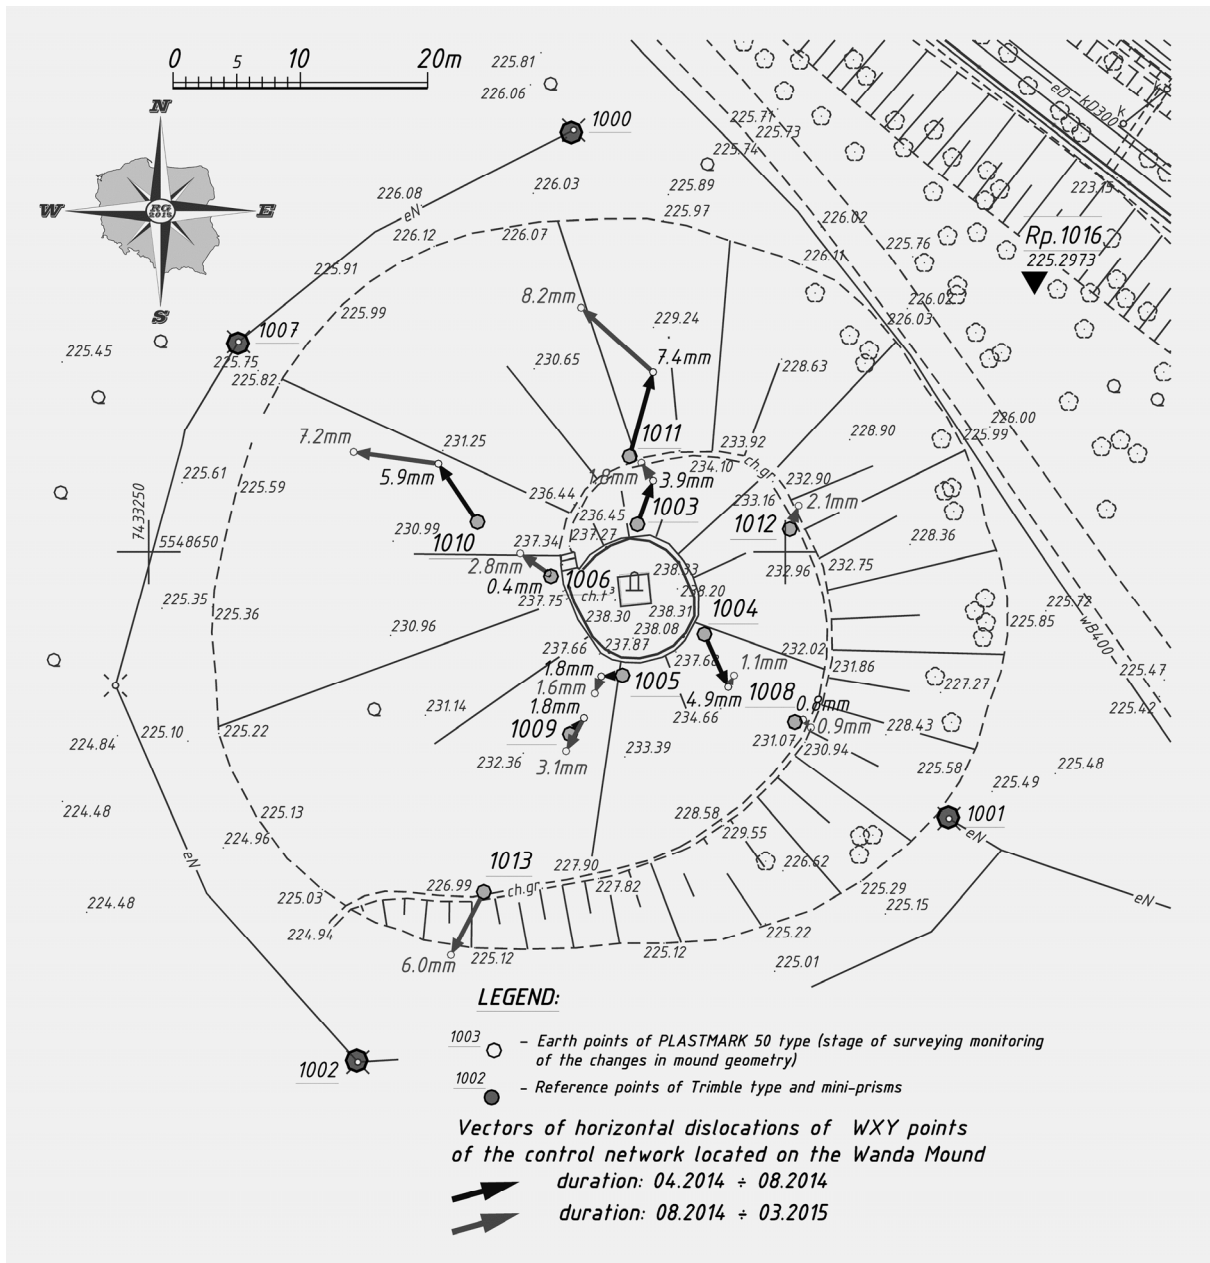 0 5 10 20m
225.81
226.06
1000
N
225.71
225.73
225.74
223.15
226.03
225.89
226.08
225.97
eD
kD300
k
W
RG
2015
E
eN
226.12
226.07
226.02
Rp.1016
225.76
225.2973
225.91
226.11
8.2mm
226.02
S
225.99
229.24
226.03
1007
225.45
225.75
230.65
7.4mm
228.63
225.82
226.00
7.2mm
231.25
1011
233.92
228.90
225.99
5.9mm
1.8mm
3.9mm
234.10
ch.gr.
225.61
225.59
236.44
232.90
7433250
236.45
1003
233.16
2.1mm
1012
230.99
237.34
237.27
228.36
5548650
1010
2.8mm
0.4mm
1006
238.33
232.96
232.75
225.35
225.36
237.75
ch.t³.
238.20
225.72
238.30
238.31
1004
230.96
238.08
225.85
wB400
237.66
237.87
237.68
232.02
1.8mm
1.1mm
231.86
225.47
1.6mm
1005
4.9mm
1008
227.27
231.14
1.8mm
0.8mm
225.42
225.10
225.22
1009
234.66
0.9mm
228.43
224.84
233.39
231.07
230.94
232.36
3.1mm
225.58
225.48
225.49
224.48
225.13
228.58
1001
224.96
229.55
eN
eN
1013
227.90
226.62
225.03
226.99
ch.gr.
227.82
225.29
224.48
225.15
eN
224.94
225.22
6.0mm
225.12
225.12
225.01
LEGEND:
1003
– Earth points of PLASTMARK 50 type (stage of surveying monitoring
of the changes in mound geometry)
1002
1002
– Reference points of Trimble type and mini-prisms
Vectors of horizontal dislocations of WXY points
of the control network located on the Wanda Mound
duration: 04.2014 ÷ 08.2014
duration: 08.2014 ÷ 03.2015